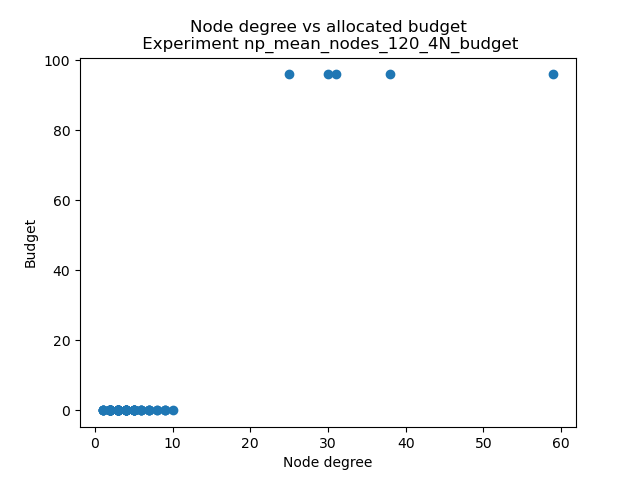 Node degree vs allocated budget
Experiment np_mean_nodes_120_4N_budget
100
80
60
40
20
0
Budget
0 10 20 30 40 50 60
Node degree